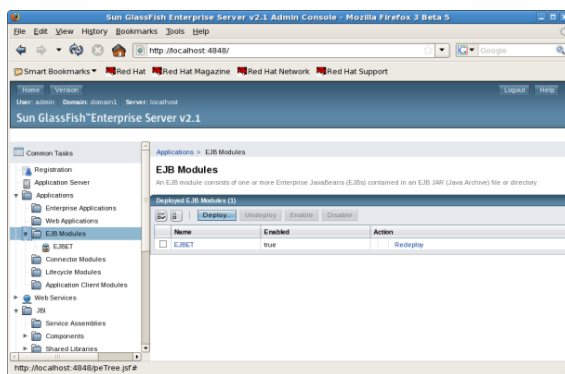 Sun GlassFish Enterprise Server v2.1 Admin Console - Mozilla Firefox 3 Beta 5
File Edit View History Bookmarks Tools Help
http://localhost:4848/
Google
Smart Bookmarks Red Hat Red Hat Magazine Red Hat Network Red Hat Support
Home Version Logout Help
User: admin Domain: domain1 Server: localhost
Sun GlassFish™ Enterprise Server v2.1
Common Tasks
Registration
Application Server
Applications
Enterprise Applications
Web Applications
EJB Modules
EJBET
Connector Modules
Lifecycle Modules
Application Client Modules
Web Services
JBI
Service Assemblies
Components
Shared Libraries
Applications > EJB Modules
EJB Modules
An EJB module consists of one or more Enterprise JavaBeans (EJBs) contained in an EJB JAR (Java Archive) file or directory.
Deployed EJB Modules (1)
Deploy... Undeploy Enable Disable
Name Enabled Action
EJBET true Redeploy
http://localhost:4848/peTree.jsf#